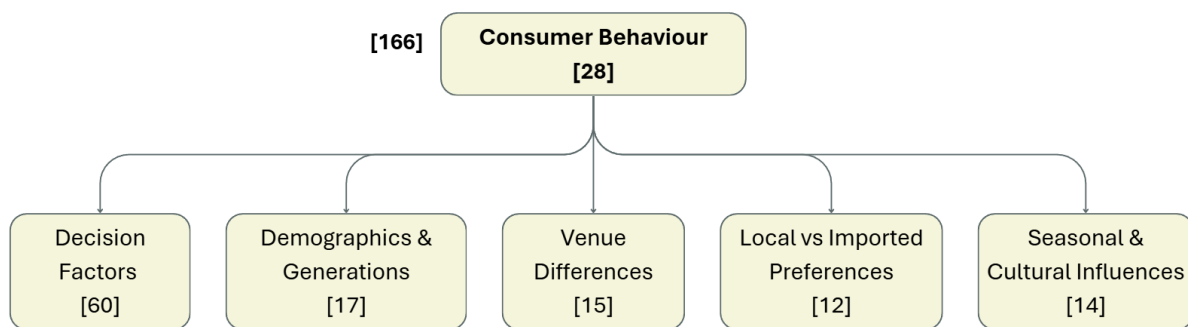 [166]
Consumer Behaviour
[28]
Decision
Factors
[60]
Demographics &
Generations
[17]
Venue
Differences
[15]
Local vs Imported
Preferences
[12]
Seasonal &
Cultural Influences
[14]